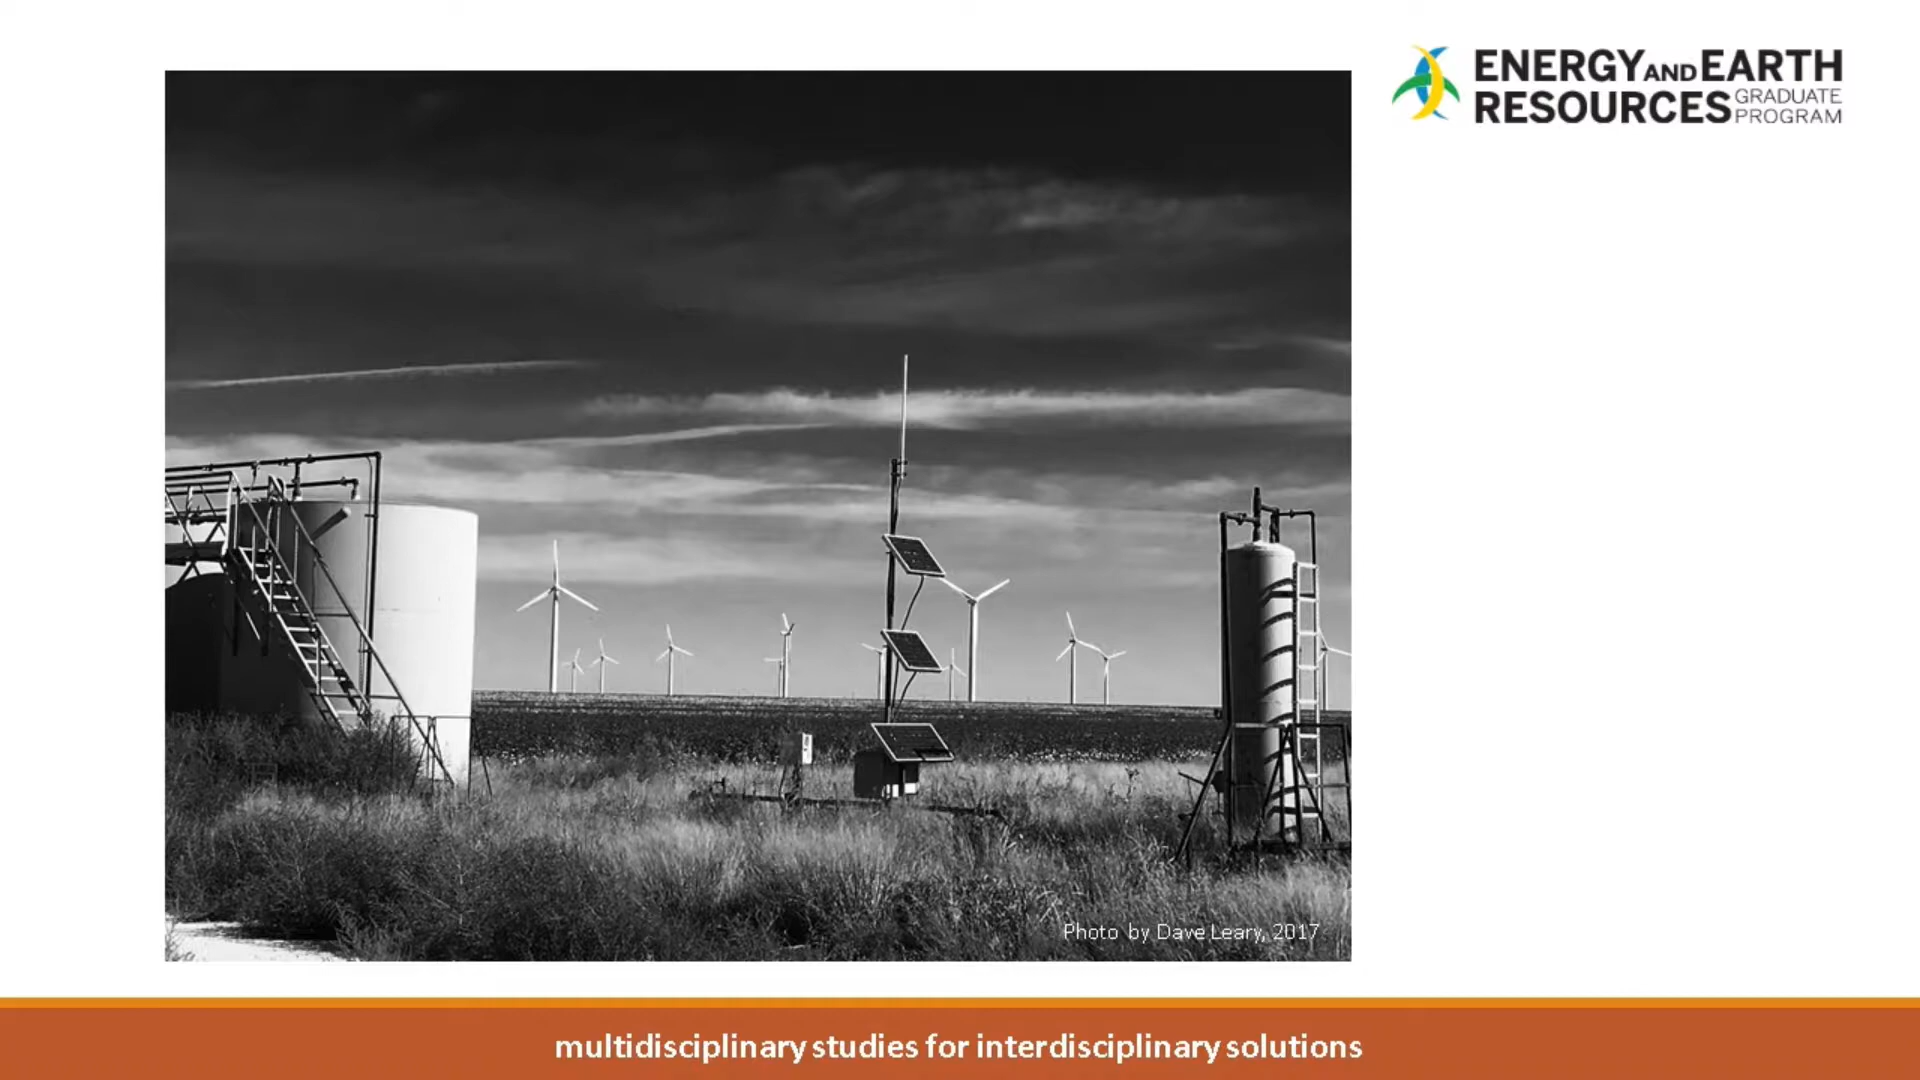 ENERGY AND EARTH
RESOURCES GRADUATE
PROGRAM
Photo by Dave Leary, 2017
multidisciplinary studies for interdisciplinary solutions